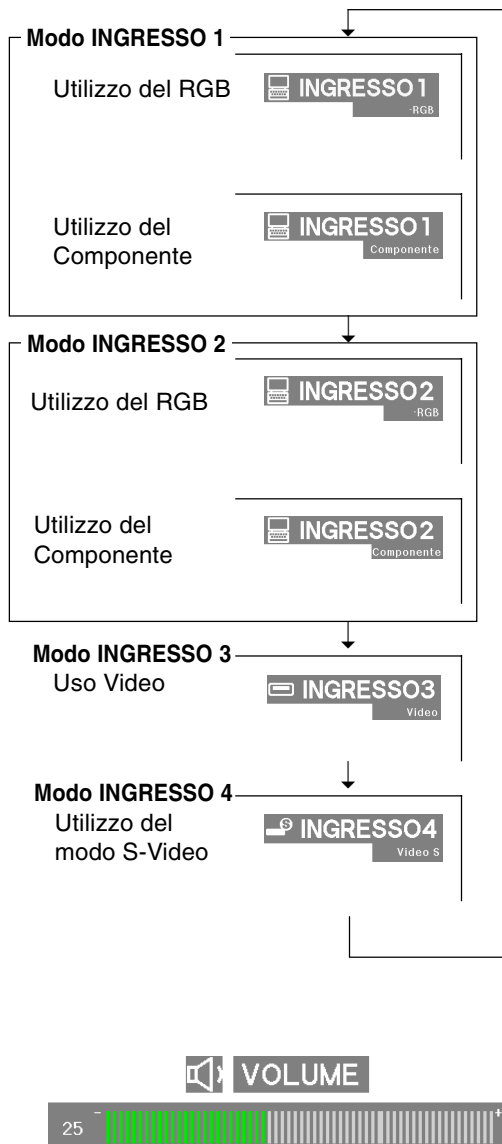 Modo INGRESSO 1
Utilizzo del RGB
INGRESSO1
-RGB
Utilizzo del
Componente
INGRESSO1
Componente
Modo INGRESSO 2
Utilizzo del RGB
INGRESSO2
-RGB
Utilizzo del
Componente
INGRESSO2
Componente
Modo INGRESSO 3
Uso Video
INGRESSO3
Video
Modo INGRESSO 4
Utilizzo del
modo S-Video
S
INGRESSO4
Video S
VOLUME
25 - +